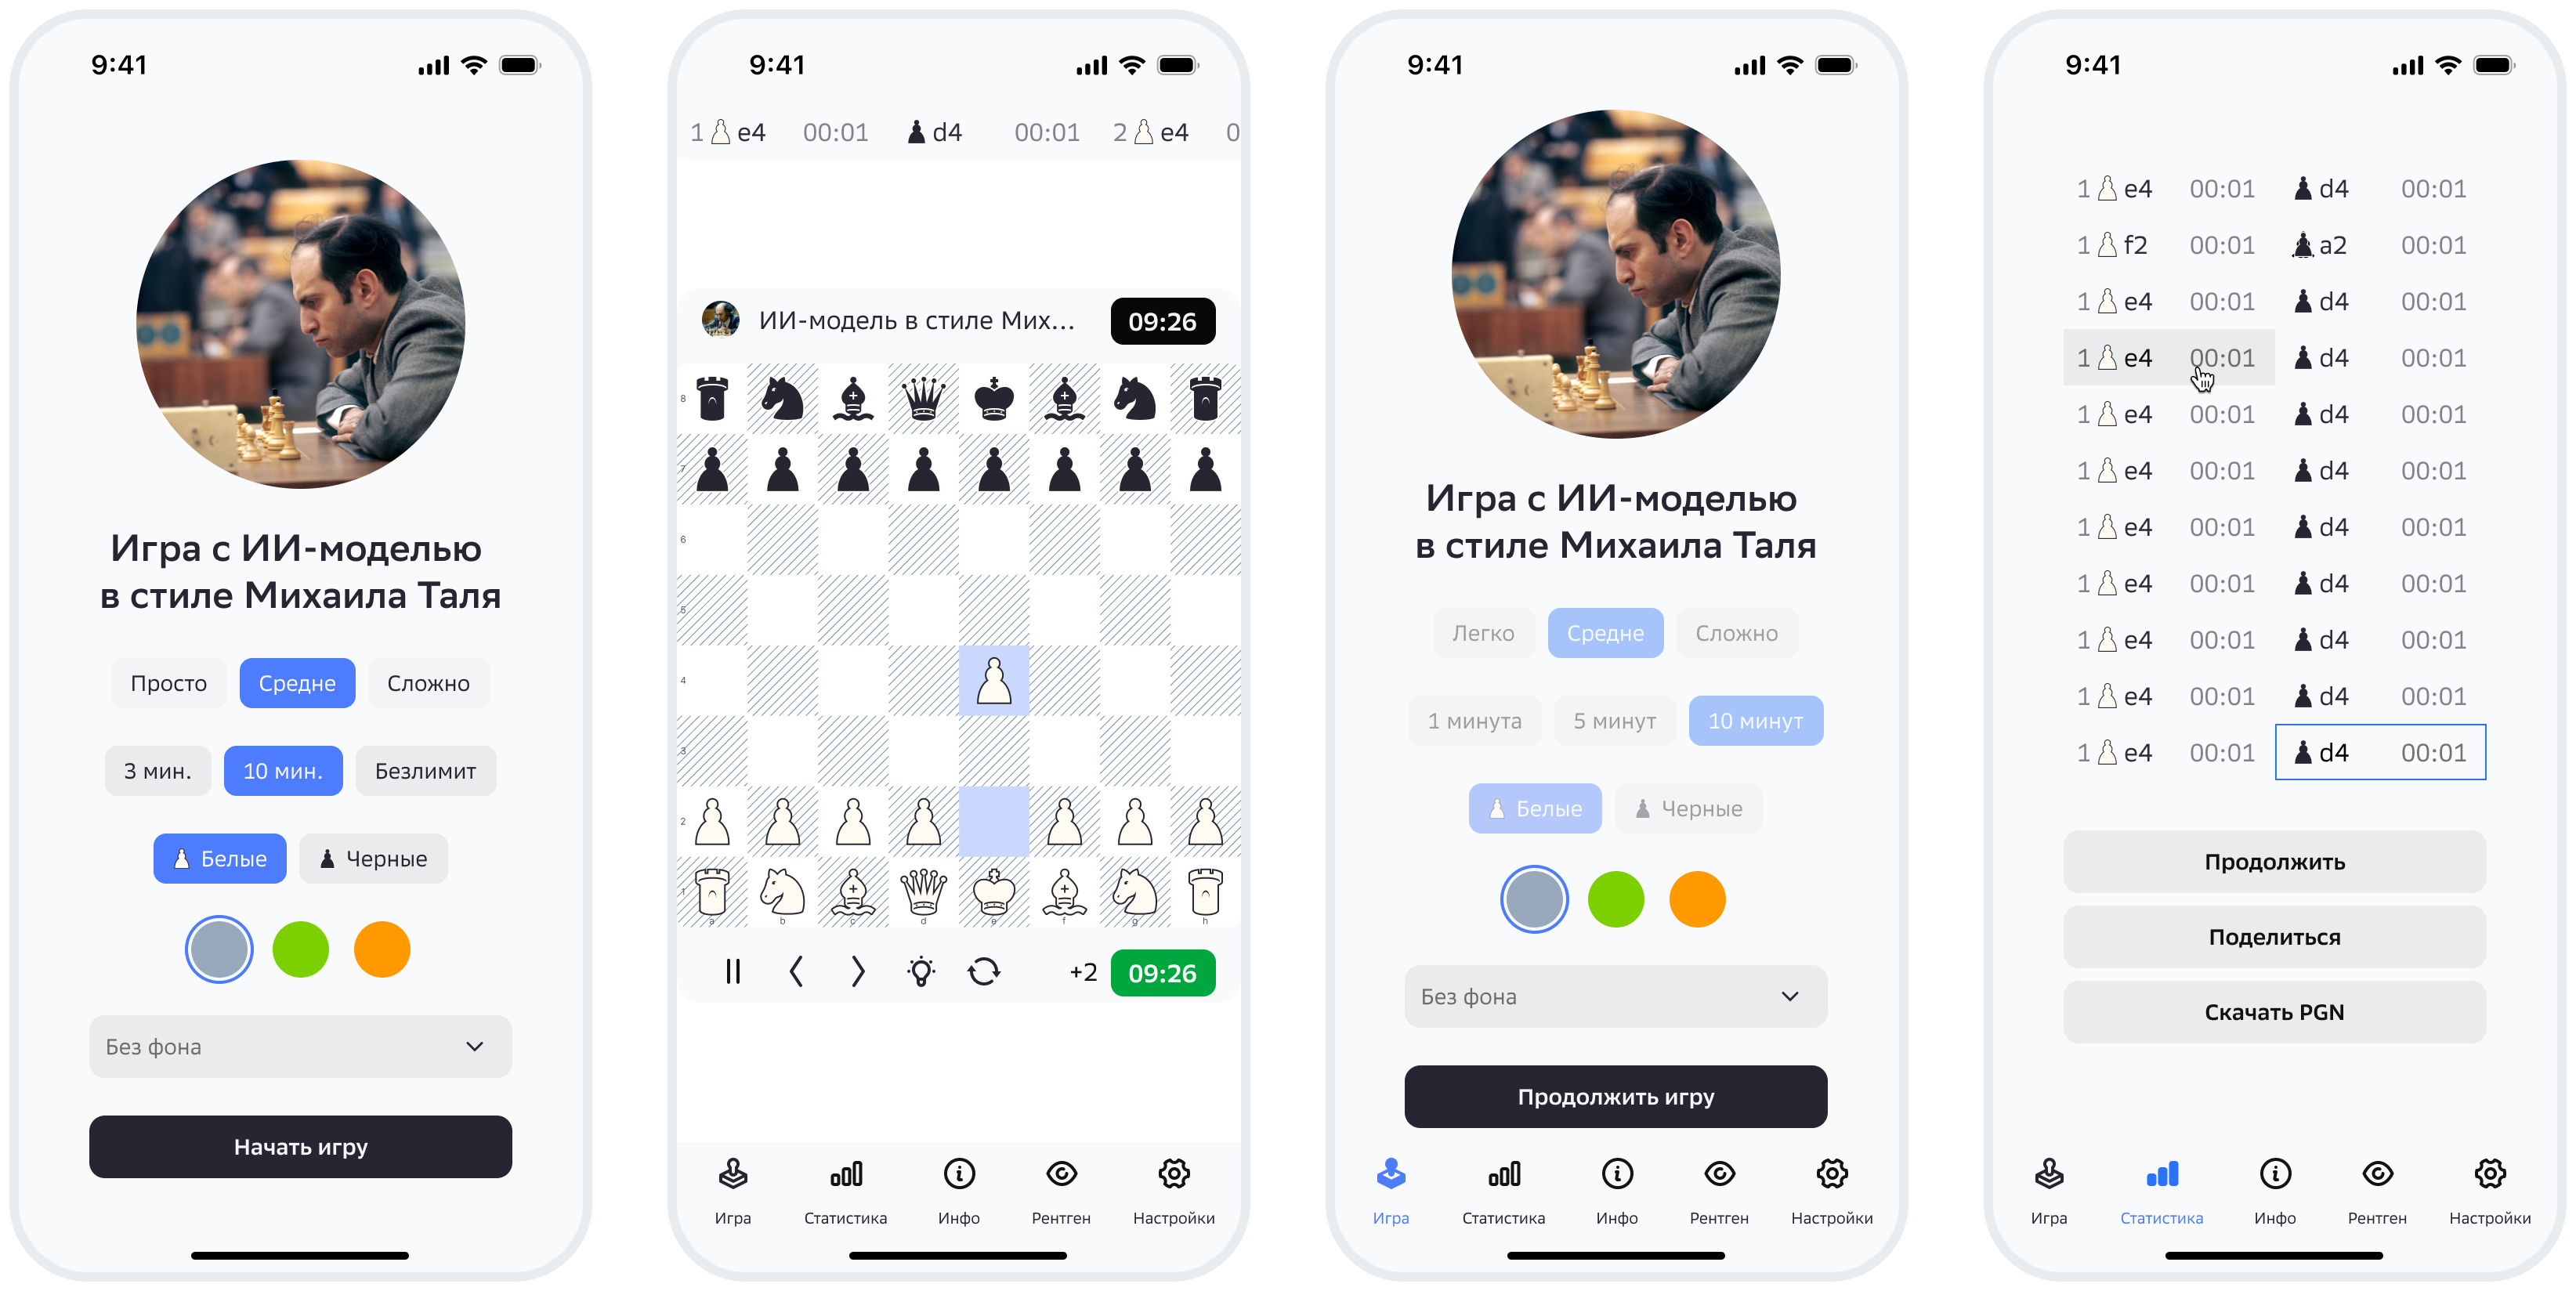 9:41
Игра с ИИ-моделью
в стиле Михаила Таля
Просто Средне Сложно
3 мин. 10 мин. Безлимит
Белые Черные
Без фона
Начать игру
9:41
1 e4 00:01 d4 00:01 2 e4 0
ИИ-модель в стиле Мих... 09:26
8
7
6
5
4
3
2
1
a b c d e f g h
+2 09:26
Игра Статистика Инфо Рентген Настройки
9:41
Игра с ИИ-моделью
в стиле Михаила Таля
Легко Средне Сложно
1 минута 5 минут 10 минут
Белые Черные
Без фона
Продолжить игру
Игра Статистика Инфо Рентген Настройки
9:41
1 e4 00:01 d4 00:01
1 f2 00:01 a2 00:01
1 e4 00:01 d4 00:01
1 e4 00:01 d4 00:01
1 e4 00:01 d4 00:01
1 e4 00:01 d4 00:01
1 e4 00:01 d4 00:01
1 e4 00:01 d4 00:01
1 e4 00:01 d4 00:01
1 e4 00:01 d4 00:01
1 e4 00:01 d4 00:01
Продолжить
Поделиться
Скачать PGN
Игра Статистика Инфо Рентген Настройки